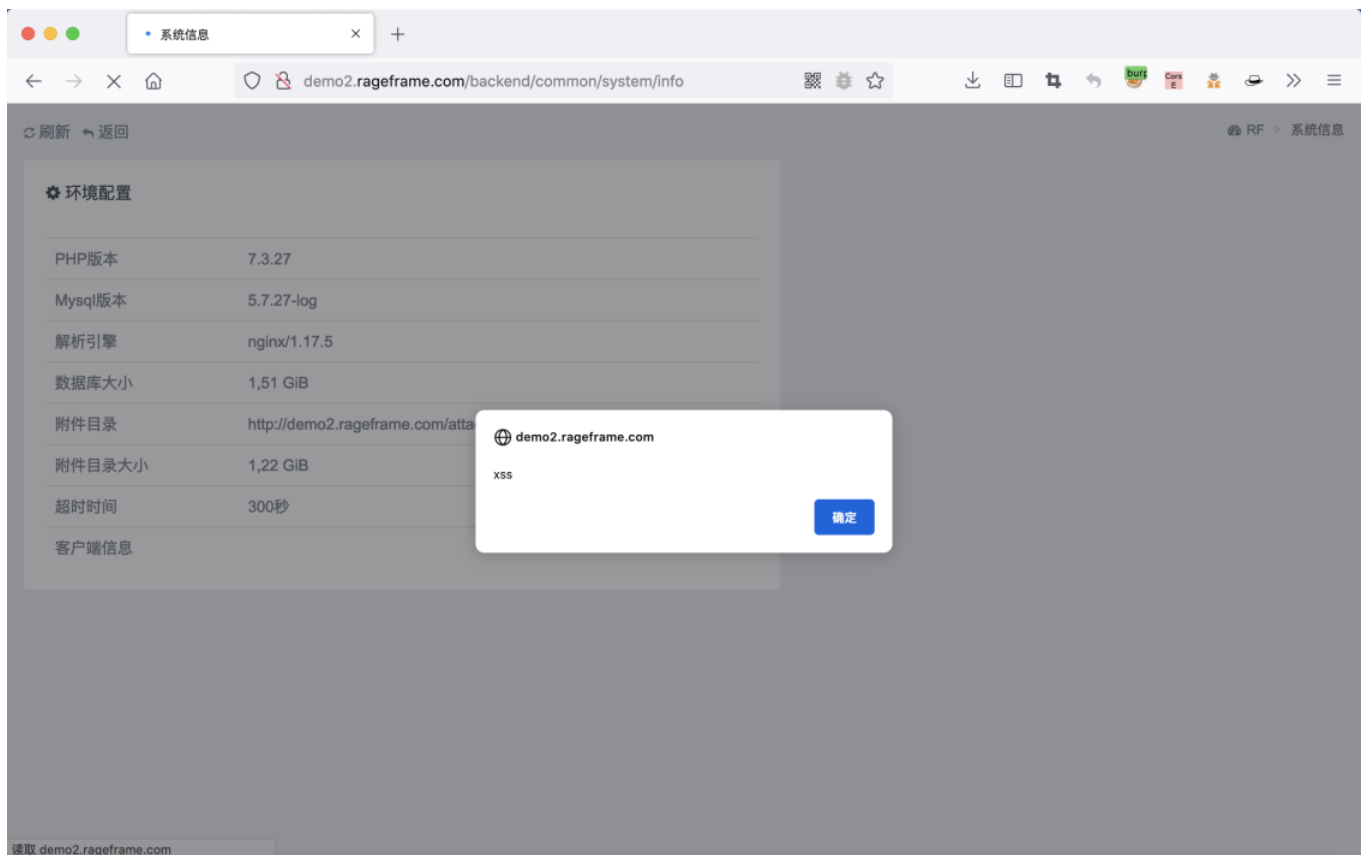 系统信息
demo2.rageframe.com/backend/common/system/info
burp
Cors
E
刷新 返回
RF > 系统信息
环境配置
PHP版本 7.3.27
Mysql版本 5.7.27-log
解析引擎 nginx/1.17.5
数据库大小 1,51 GiB
附件目录 http://demo2.rageframe.com/atta
附件目录大小 1,22 GiB
超时时间 300秒
客户端信息
demo2.rageframe.com
xss
确定
读取 demo2.rageframe.com